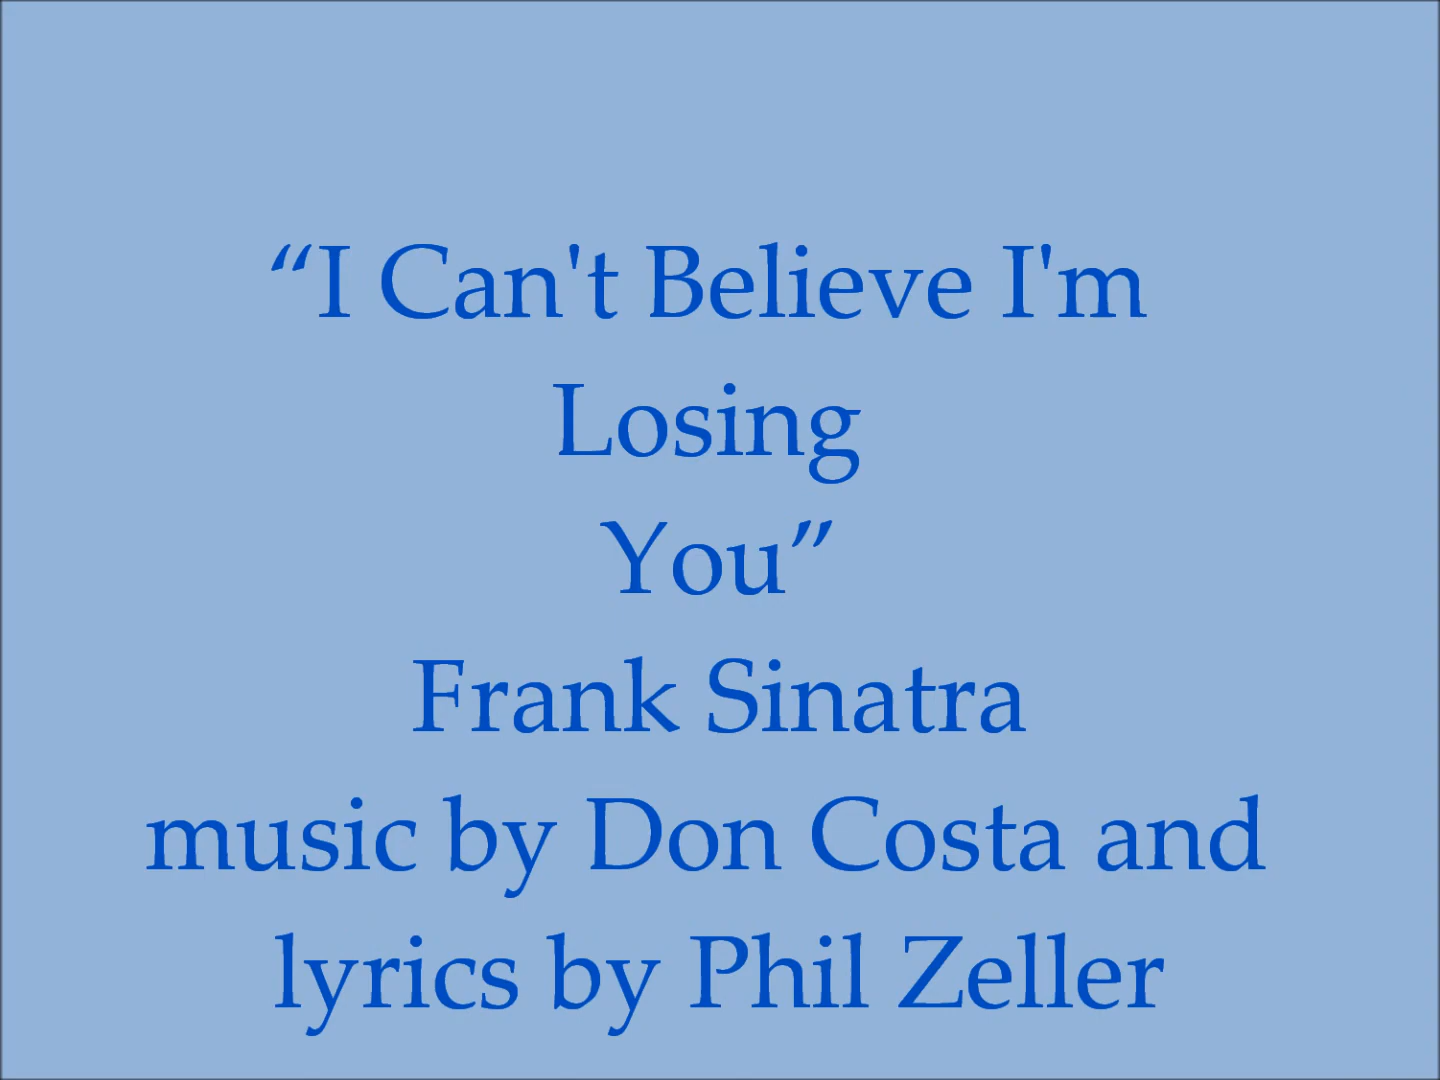 “I Can't Believe I'm
Losing
You”
Frank Sinatra
music by Don Costa and
lyrics by Phil Zeller